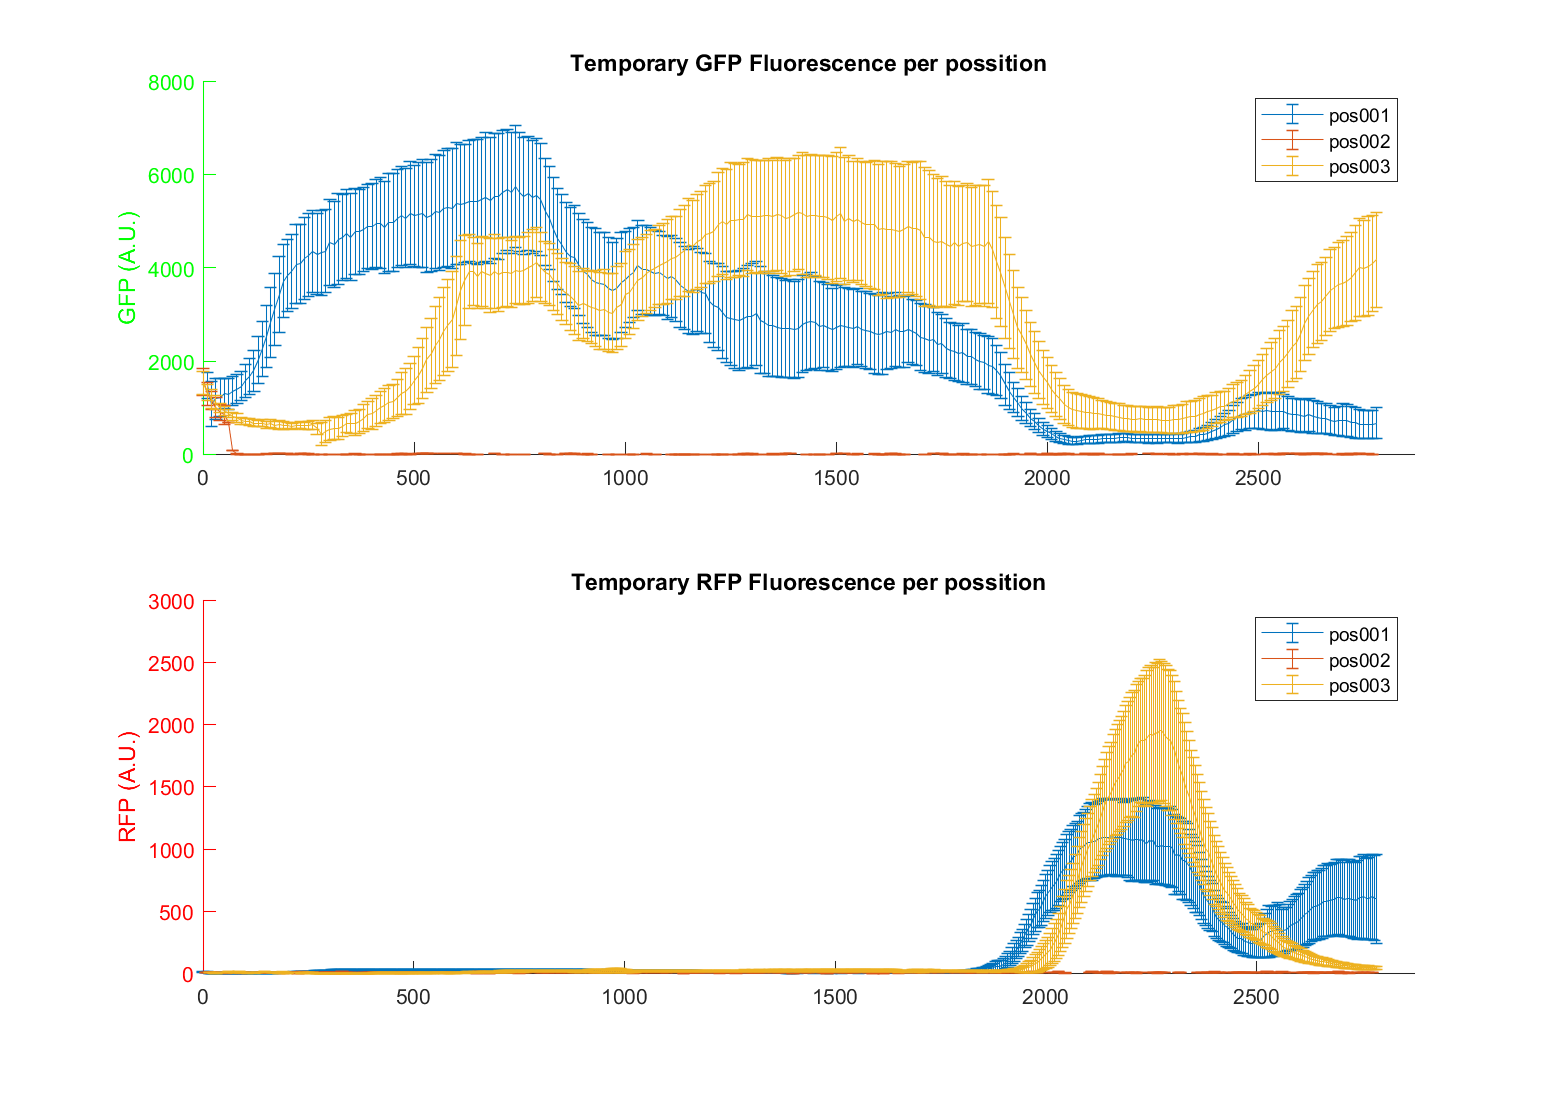 Temporary GFP Fluorescence per possition
8000
6000
4000
2000
0
GFP (A.U.)
0 500 1000 1500 2000 2500
pos001
pos002
pos003
Temporary RFP Fluorescence per possition
3000
2500
2000
1500
1000
500
0
RFP (A.U.)
0 500 1000 1500 2000 2500
pos001
pos002
pos003